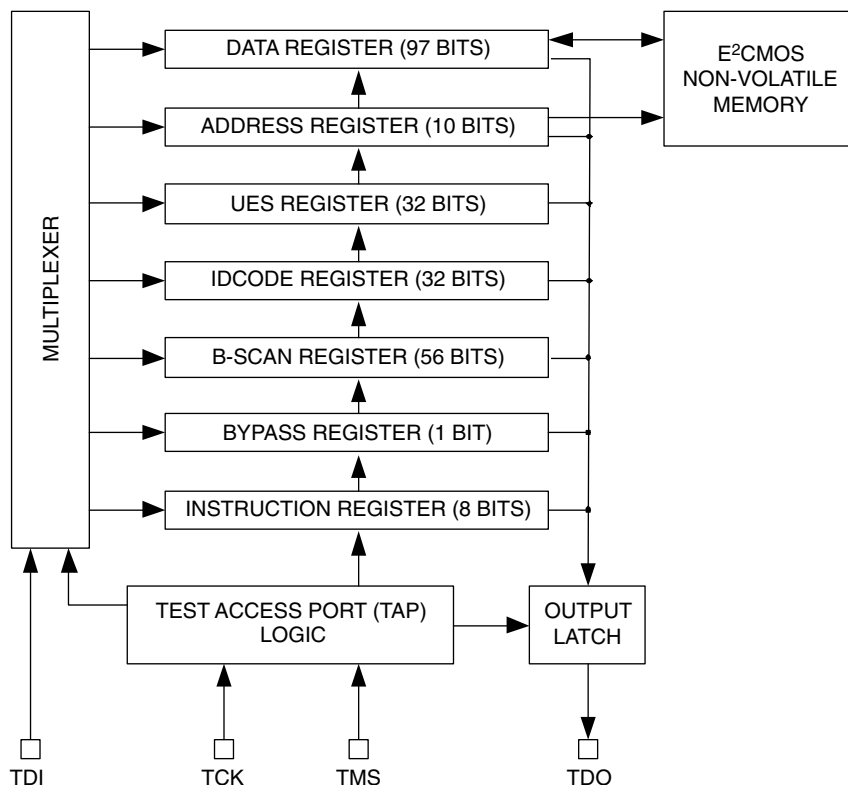 DATA REGISTER (97 BITS)
E²CMOS
NON-VOLATILE
MEMORY
ADDRESS REGISTER (10 BITS)
UES REGISTER (32 BITS)
IDCODE REGISTER (32 BITS)
MULTIPLEXER
B-SCAN REGISTER (56 BITS)
BYPASS REGISTER (1 BIT)
INSTRUCTION REGISTER (8 BITS)
TEST ACCESS PORT (TAP)
LOGIC
OUTPUT
LATCH
TDI
TCK
TMS
TDO